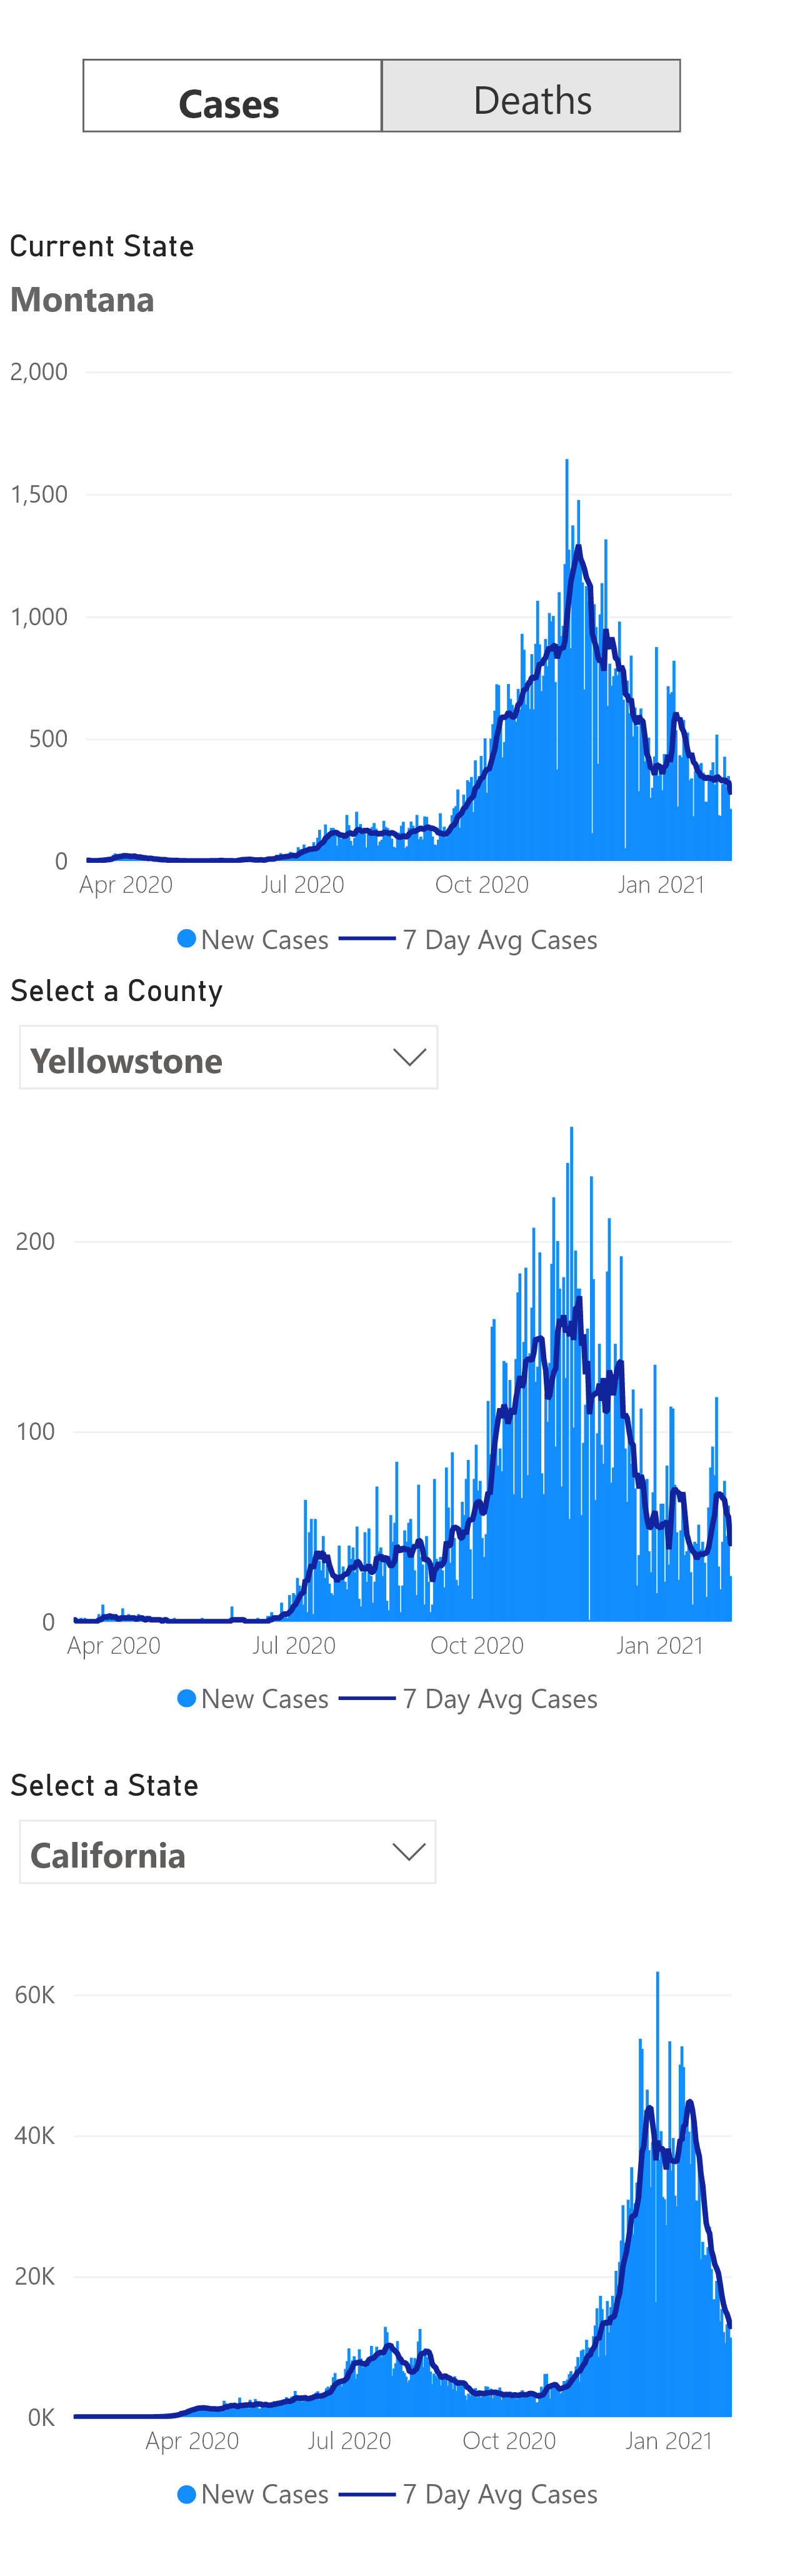 Cases Deaths
Current State
Montana
2,000
1,500
1,000
500
0
Apr 2020 Jul 2020 Oct 2020 Jan 2021
New Cases 7 Day Avg Cases
Select a County
Yellowstone
200
100
0
Apr 2020 Jul 2020 Oct 2020 Jan 2021
New Cases 7 Day Avg Cases
Select a State
California
60K
40K
20K
0K
Apr 2020 Jul 2020 Oct 2020 Jan 2021
New Cases 7 Day Avg Cases